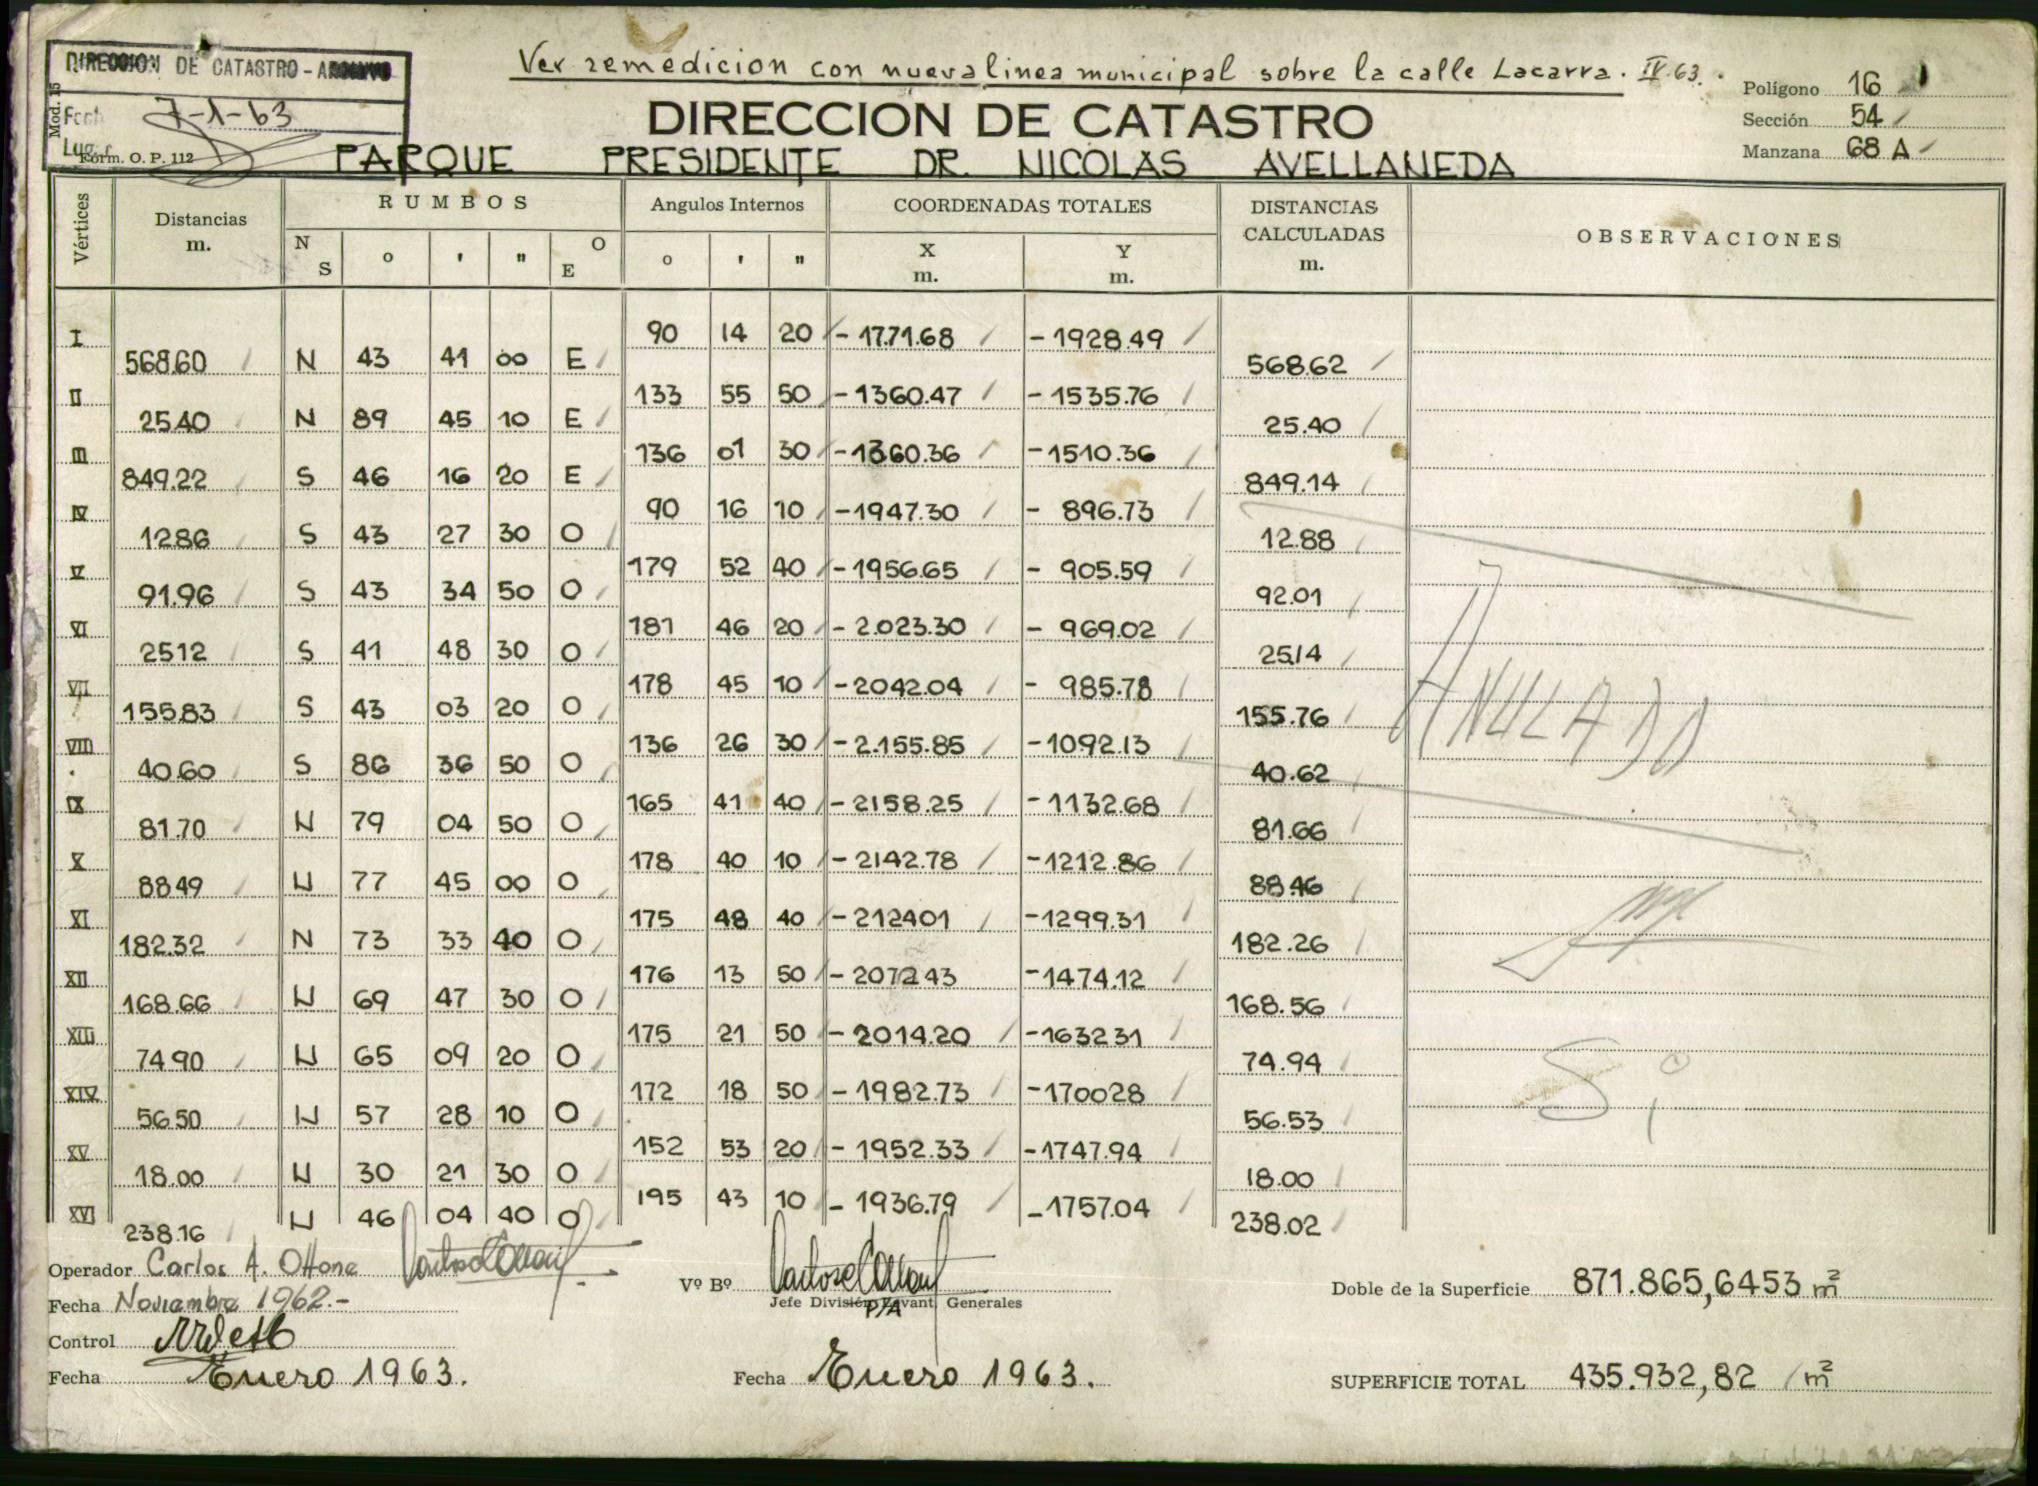 DIRECCION DE CATASTRO - ARCHIVO
Ver remedicion con nueva linea municipal sobre la calle Lacarra. IV.63.
Mod. 15
Fecha 7-1-63
Form. O. P. 112
DIRECCION DE CATASTRO
Polígono 16
Sección 54
Manzana 68 A
PARQUE PRESIDENTE DR. NICOLAS AVELLANEDA
Vértices Distancias m. RUMBOS Angulos Internos COORDENADAS TOTALES DISTANCIAS CALCULADAS m. OBSERVACIONES
N S o ' " O E o ' " X m. Y m.
I 90 14 20 -1771.68 -1928.49
568.60 N 43 41 00 E 568.62
II 133 55 50 -1360.47 -1535.76
25.40 N 89 45 10 E 25.40
III 136 01 30 -1360.36 -1510.36
849.22 S 46 16 20 E 849.14
IV 90 16 10 -1947.30 - 896.73
12.86 S 43 27 30 O 12.88
V 179 52 40 -1956.65 - 905.59
91.96 S 43 34 50 O 92.01
VI 181 46 20 -2.023.30 - 969.02
25.12 S 41 48 30 O 25.14
VII 178 45 10 -2042.04 - 985.78
155.83 S 43 03 20 O 155.76
ANULADO
VIII 136 26 30 -2.155.85 -1092.13
40.60 S 86 36 50 O 40.62
IX 165 41 40 -2158.25 -1132.68
81.70 N 79 04 50 O 81.66
X 178 40 10 -2142.78 -1212.86
88.49 N 77 45 00 O 88.46
XI 175 48 40 -2124.01 -1299.31
182.32 N 73 33 40 O 182.26
XII 176 13 50 -2072.43 -1474.12
168.66 N 69 47 30 O 168.56
XIII 175 21 50 -2014.20 -1632.31
74.90 N 65 09 20 O 74.94
XIV 172 18 50 -1982.73 -1700.28
56.50 N 57 28 10 O 56.53
Si
XV 152 53 20 -1952.33 -1747.94
18.00 N 30 21 30 O 18.00
XVI 195 43 10 -1936.79 -1757.04
238.16 N 46 04 40 O 238.02
Operador Carlos A. Ottone
Vº Bº
Jefe División Levant. Generales
P/A
Doble de la Superficie 871.865,6453 m²
Fecha Noviembre 1962.-
Control
Fecha Enero 1963.
Fecha Enero 1963.
SUPERFICIE TOTAL 435.932,82 m²